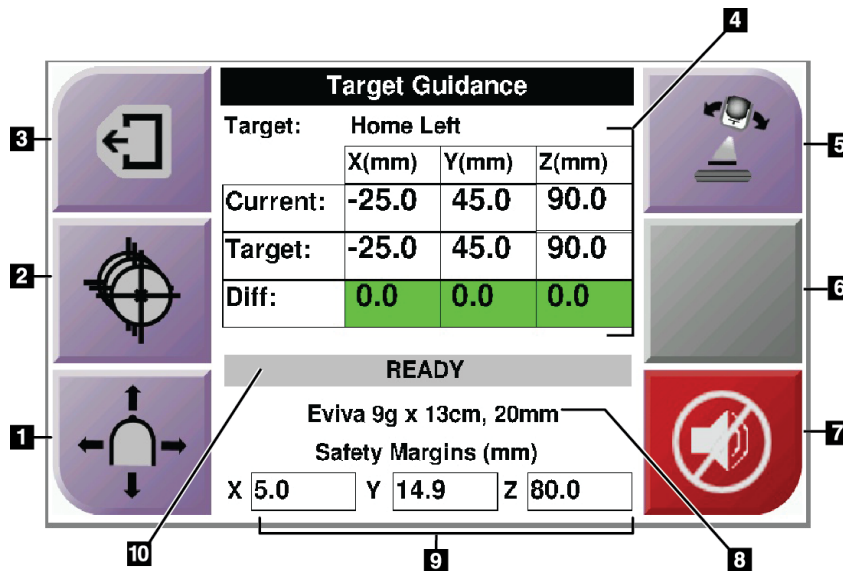 4
Target Guidance
3
Target: Home Left
5
X(mm) Y(mm) Z(mm)
Current: -25.0 45.0 90.0
Target: -25.0 45.0 90.0
2
6
Diff: 0.0 0.0 0.0
READY
Eviva 9g x 13cm, 20mm
1
7
Safety Margins (mm)
X 5.0 Y 14.9 Z 80.0
10
9
8